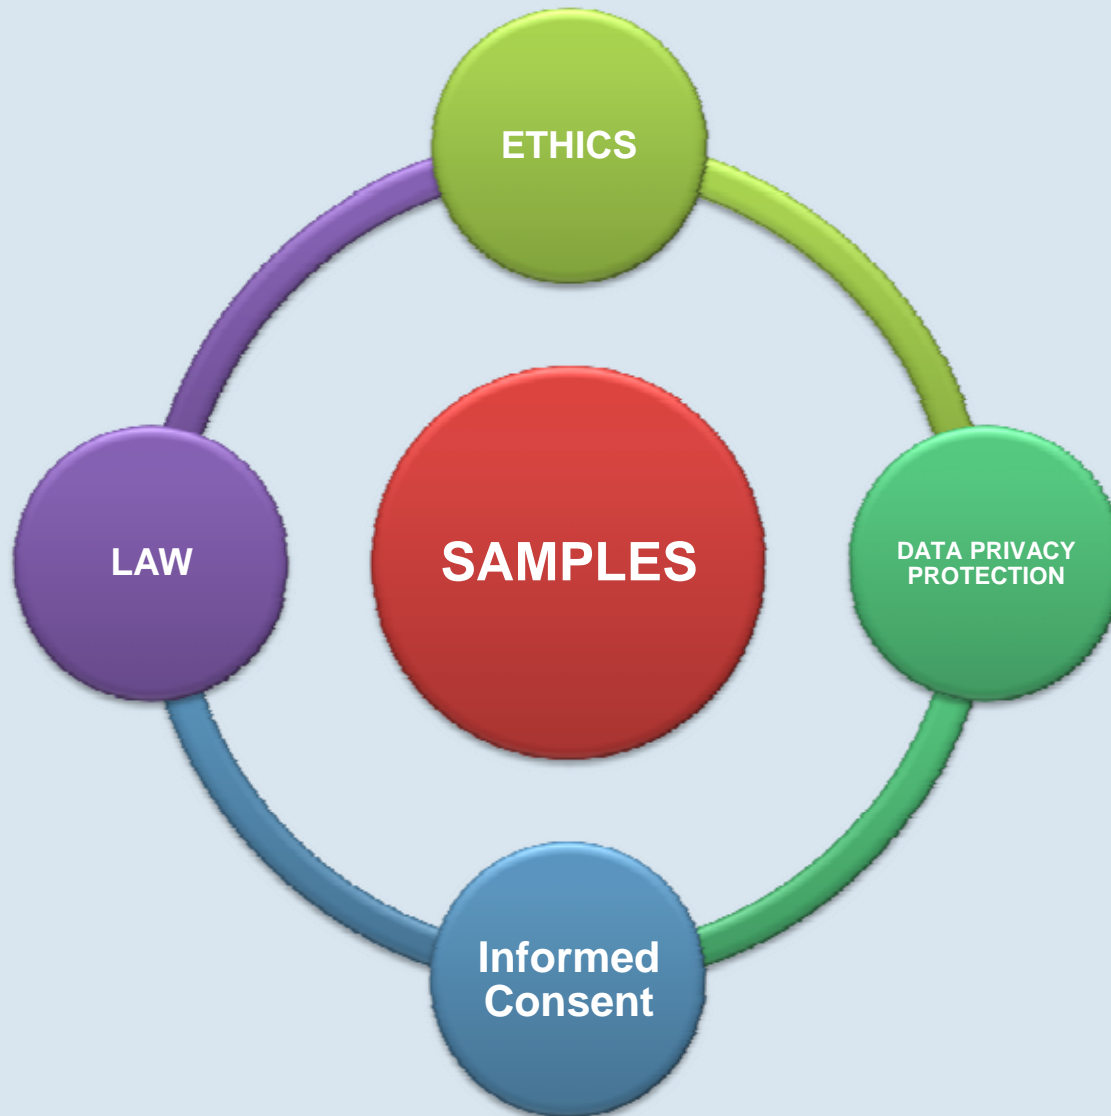 ETHICS
LAW
SAMPLES
DATA PRIVACY
PROTECTION
Informed
Consent